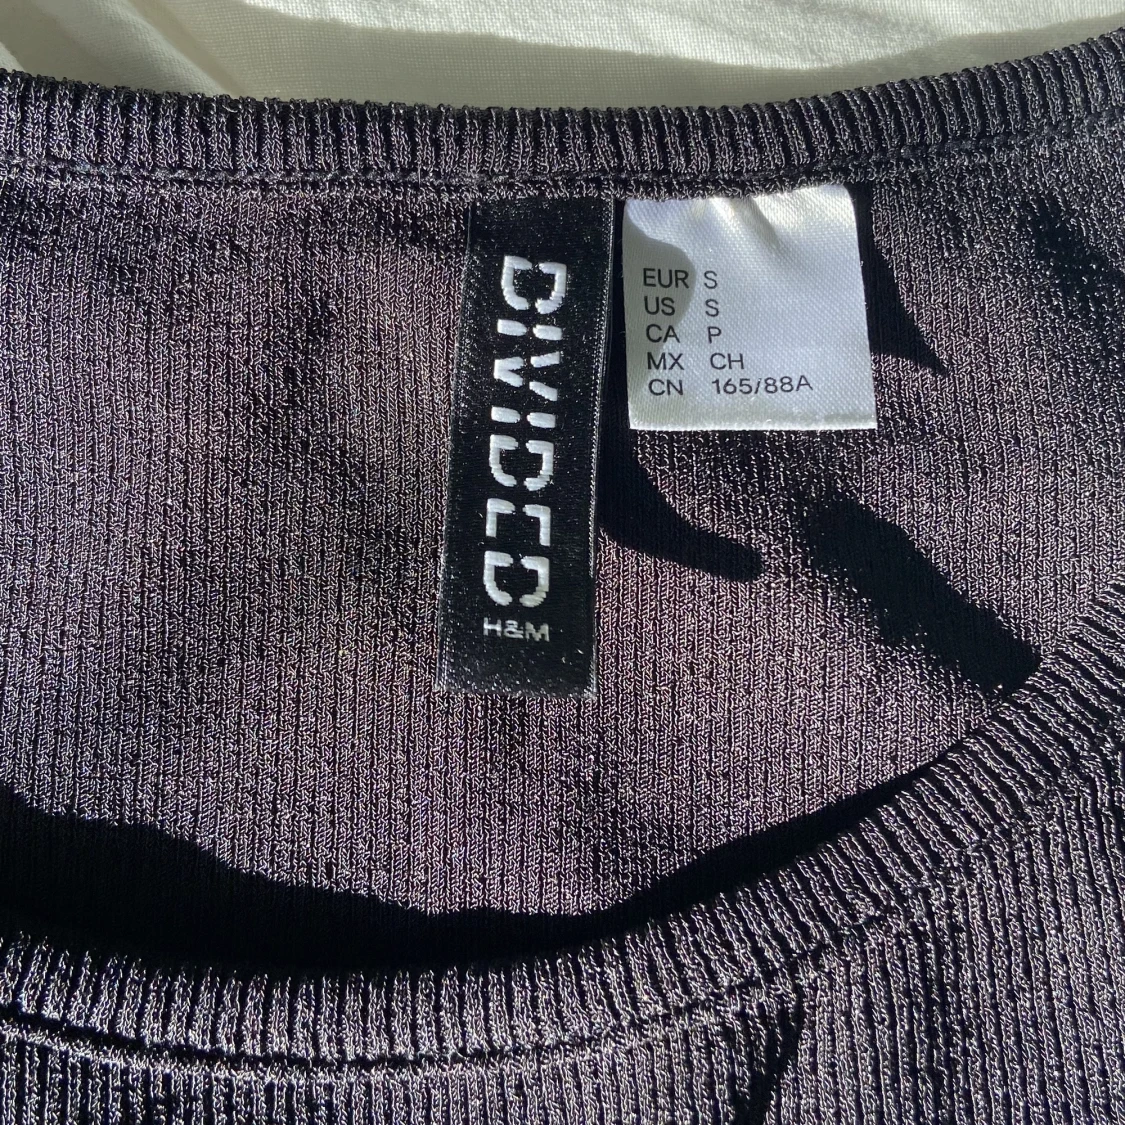 DIVIDED
H&M
EUR S
US S
CA P
MX CH
CN 165/88A